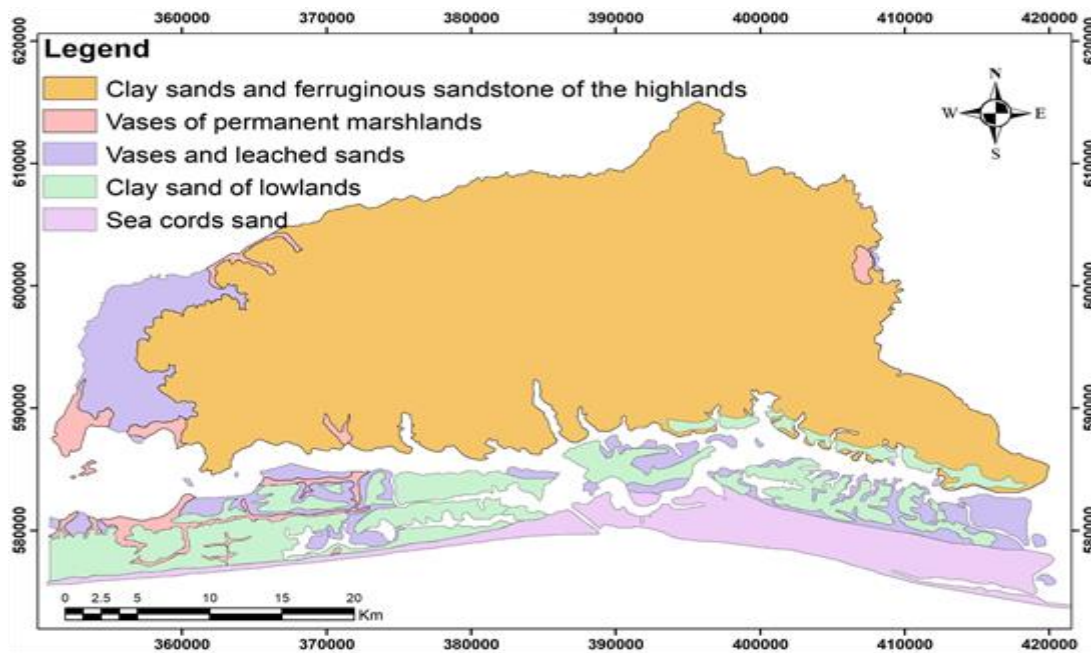 360000 370000 380000 390000 400000 410000 420000
620000
620000
Legend
Clay sands and ferruginous sandstone of the highlands
Vases of permanent marshlands
Vases and leached sands
Clay sand of lowlands
Sea cords sand
N
W E
S
610000
610000
600000
600000
590000
590000
580000
580000
0 2.5 5 10 15 20
Km
360000 370000 380000 390000 400000 410000 420000